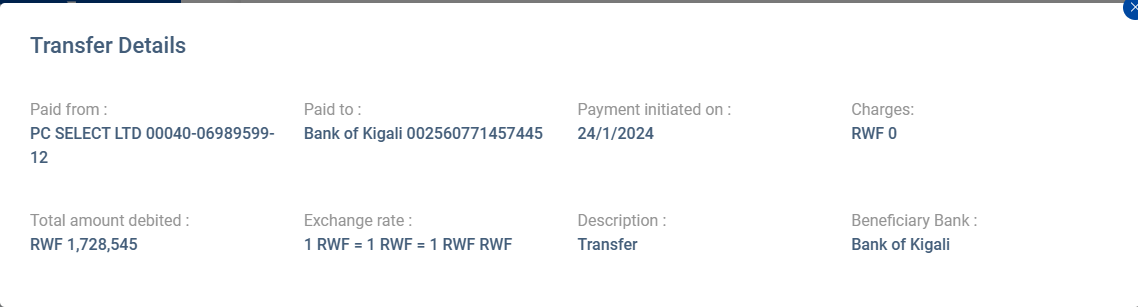 Transfer Details
Paid from :
PC SELECT LTD 00040-06989599-
12
Paid to :
Bank of Kigali 002560771457445
Payment initiated on :
24/1/2024
Charges:
RWF 0
Total amount debited :
RWF 1,728,545
Exchange rate :
1 RWF = 1 RWF = 1 RWF RWF
Description :
Transfer
Beneficiary Bank :
Bank of Kigali